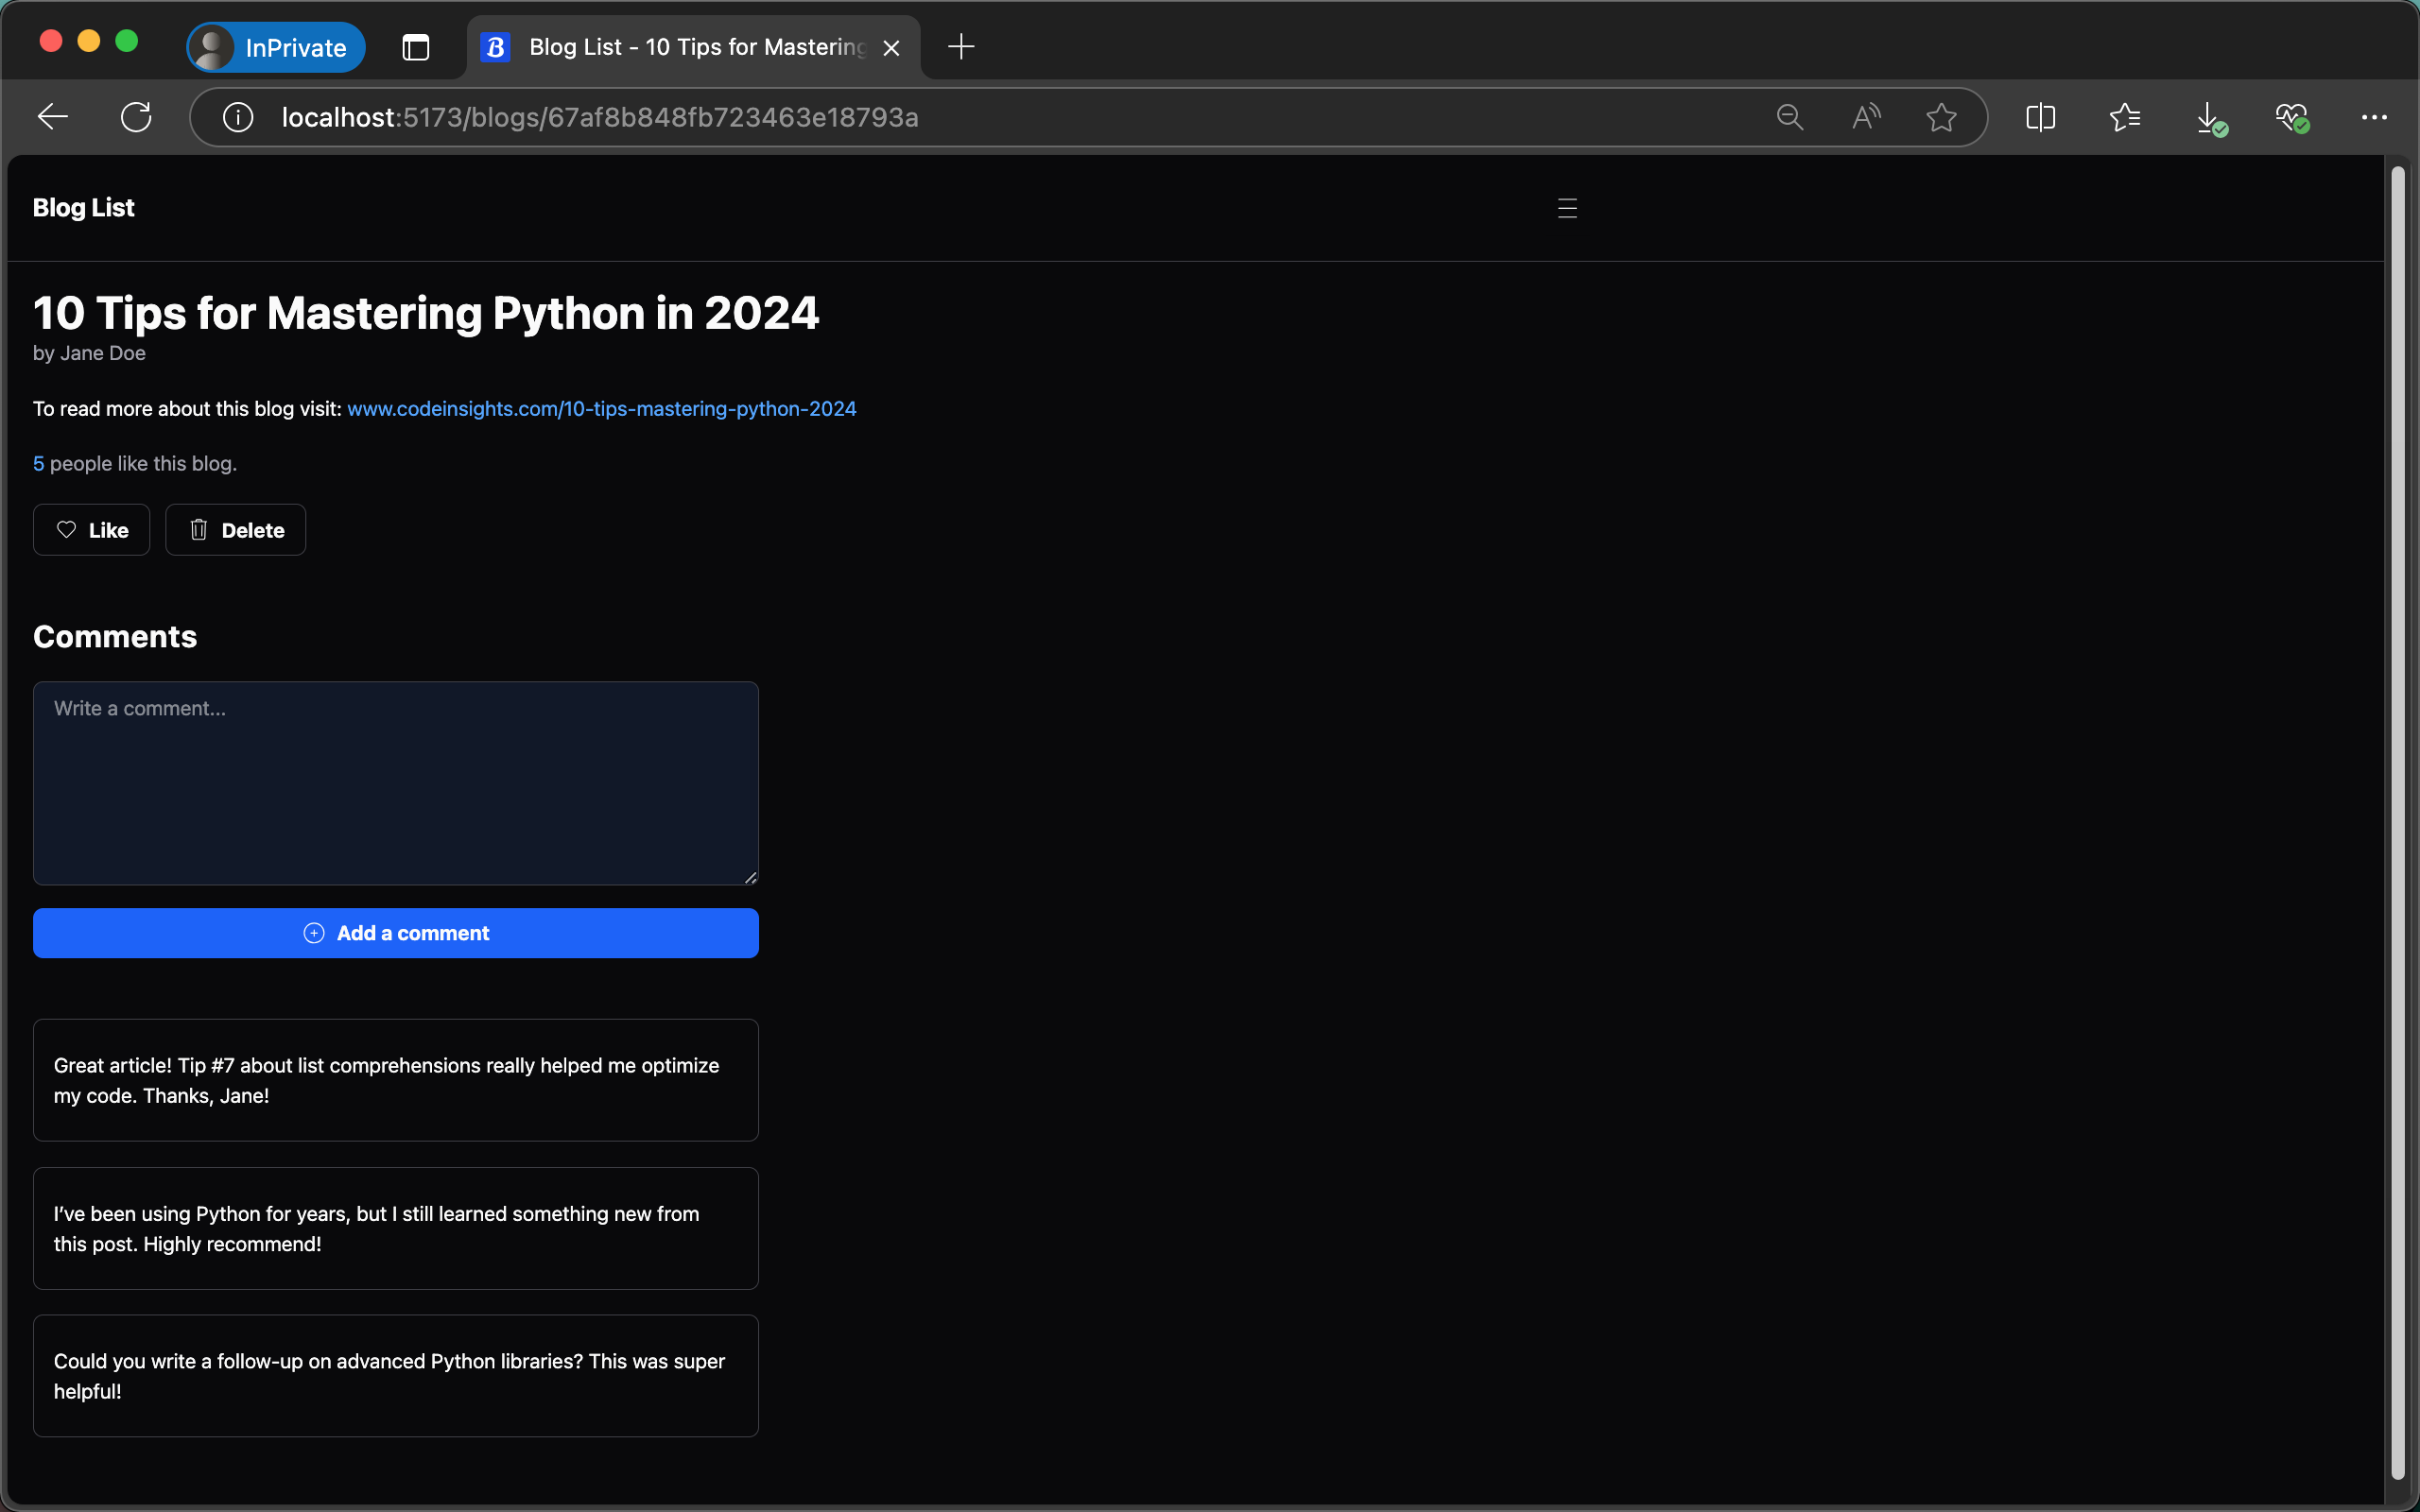 InPrivate
B
Blog List - 10 Tips for Mastering
localhost:5173/blogs/67af8b848fb723463e18793a
Blog List
10 Tips for Mastering Python in 2024
by Jane Doe
To read more about this blog visit: www.codeinsights.com/10-tips-mastering-python-2024
5 people like this blog.
Like
Delete
Comments
Write a comment...
Add a comment
Great article! Tip #7 about list comprehensions really helped me optimize
my code. Thanks, Jane!
I’ve been using Python for years, but I still learned something new from
this post. Highly recommend!
Could you write a follow-up on advanced Python libraries? This was super
helpful!